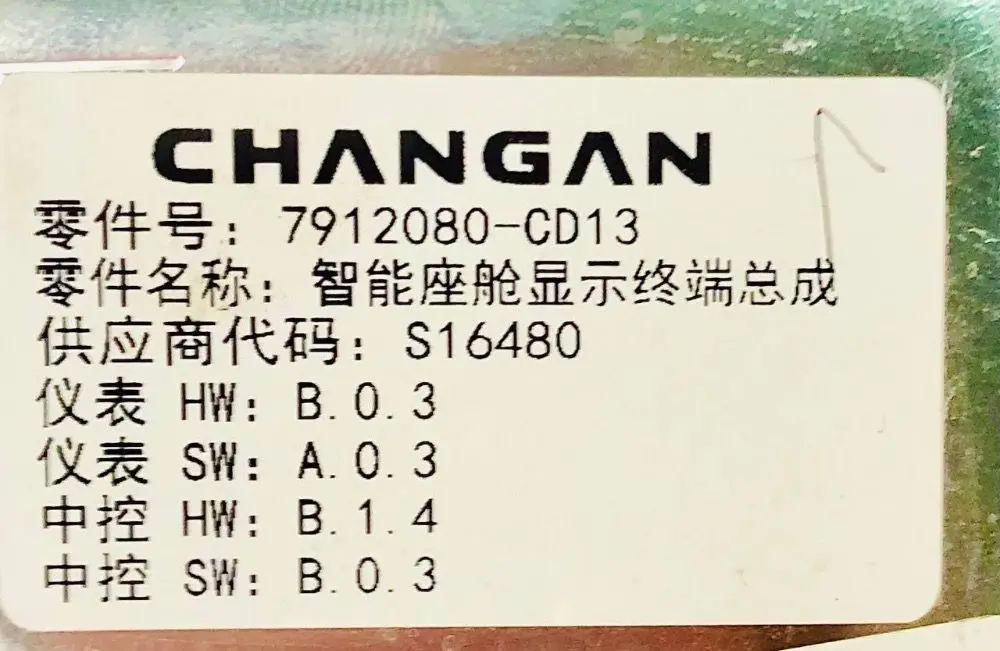 CHANGAN
零件号：7912080-CD13
零件名称：智能座舱显示终端总成
供应商代码：S16480
仪表 HW：B.0.3
仪表 SW：A.0.3
中控 HW：B.1.4
中控 SW：B.0.3